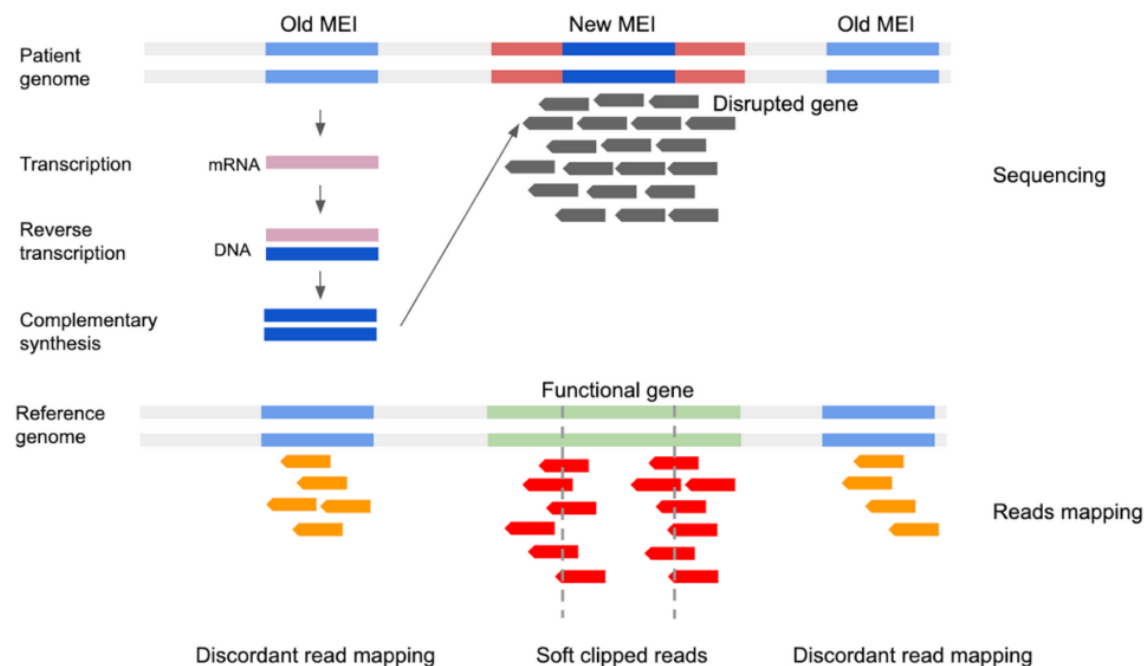 Old MEI
New MEI
Old MEI
Patient
genome
Disrupted gene
Transcription
mRNA
Sequencing
Reverse
transcription
DNA
Complementary
synthesis
Functional gene
Reference
genome
Reads mapping
Discordant read mapping
Soft clipped reads
Discordant read mapping